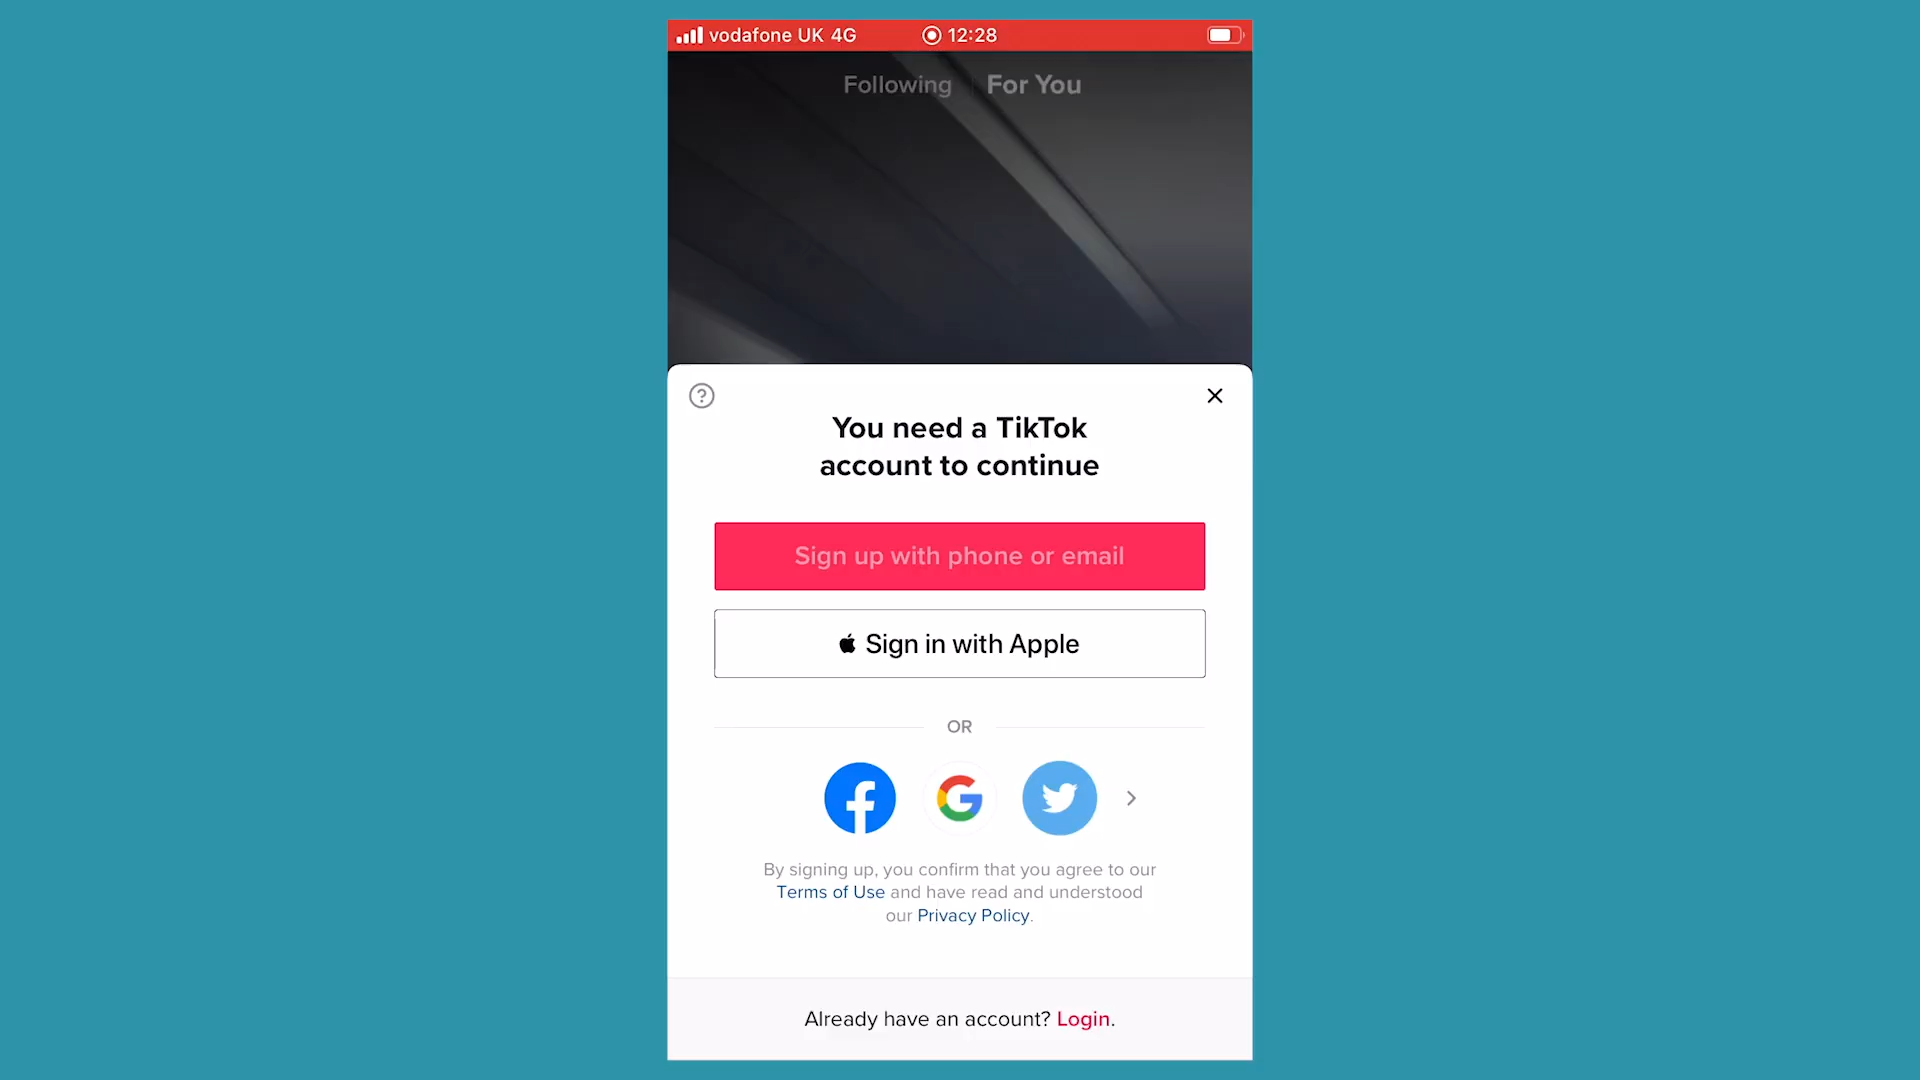 vodafone UK 4G 12:28
Following For You
You need a TikTok
account to continue
Sign up with phone or email
Sign in with Apple
OR
By signing up, you confirm that you agree to our
Terms of Use and have read and understood
our Privacy Policy.
Already have an account? Login.